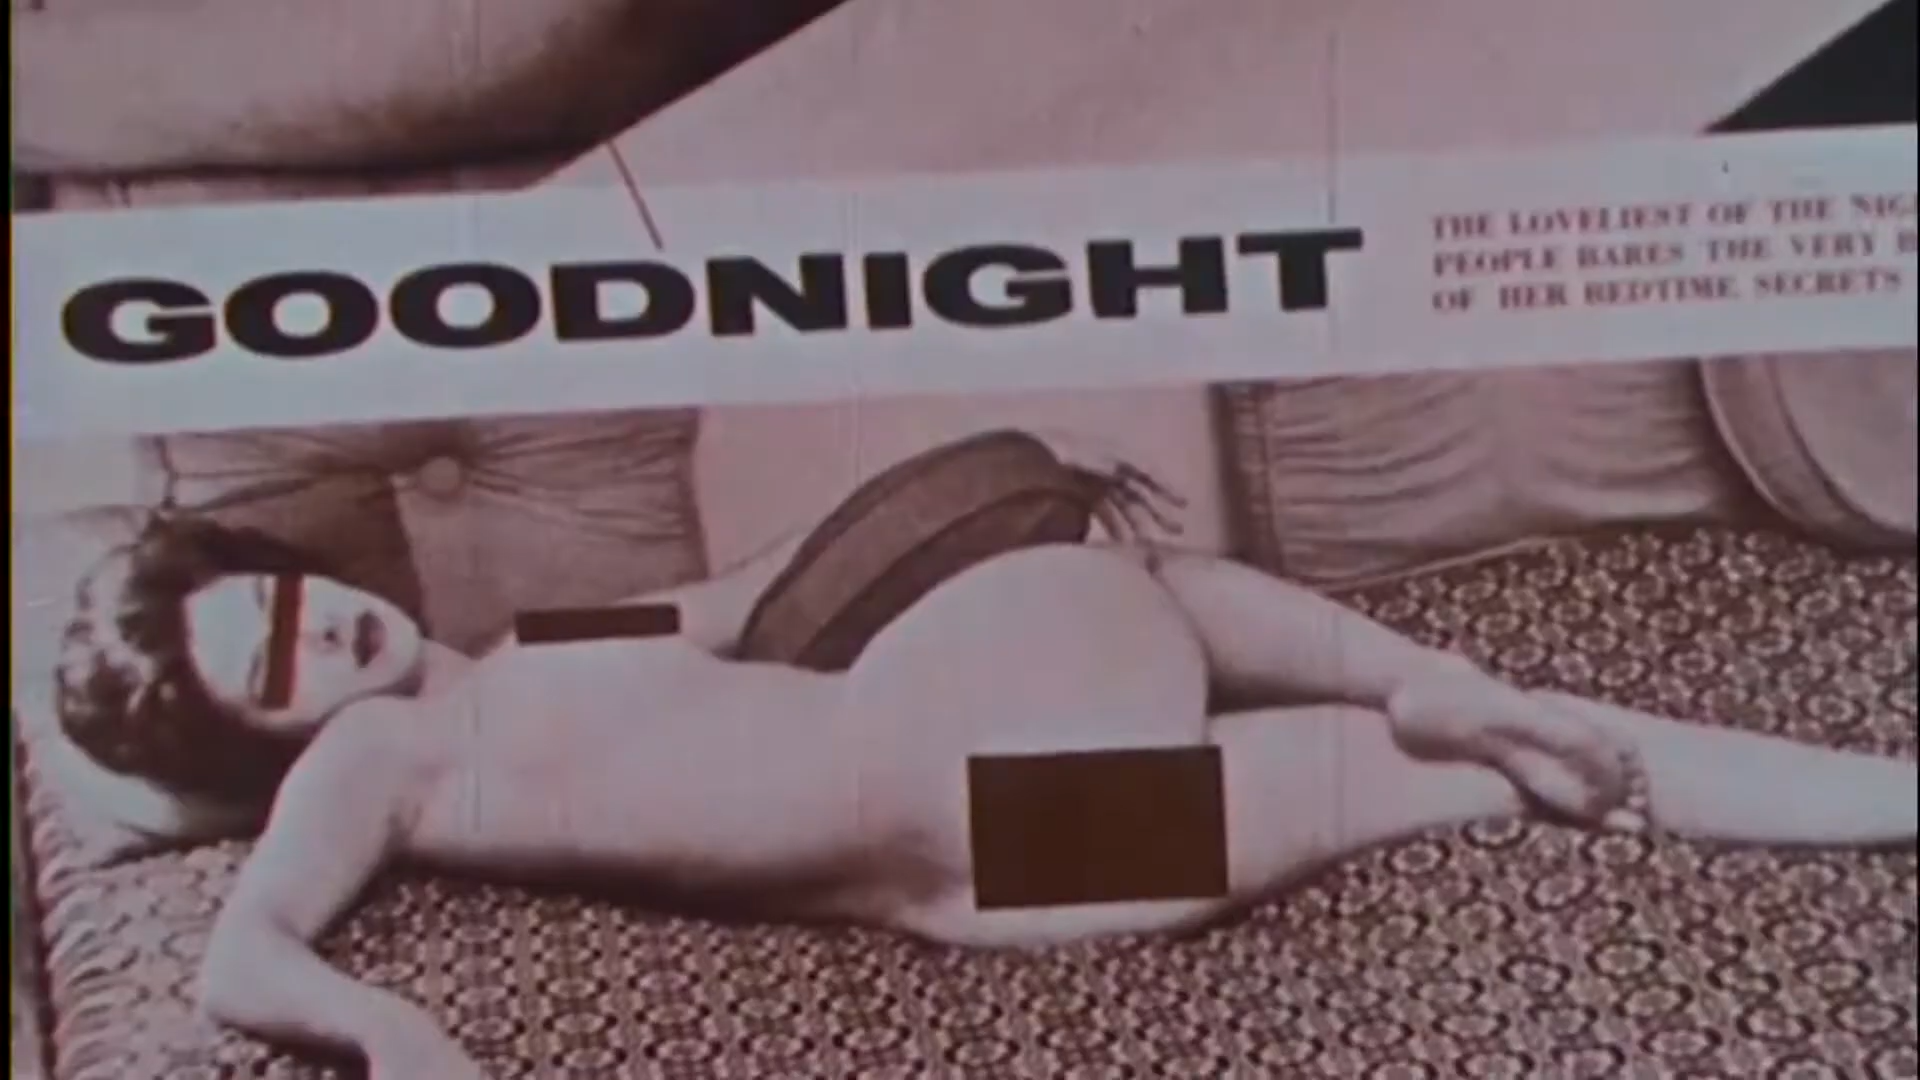 GOODNIGHT
THE LOVELIEST OF THE
PEOPLE BARES THE VERY
OF HER BEDTIME SECRETS